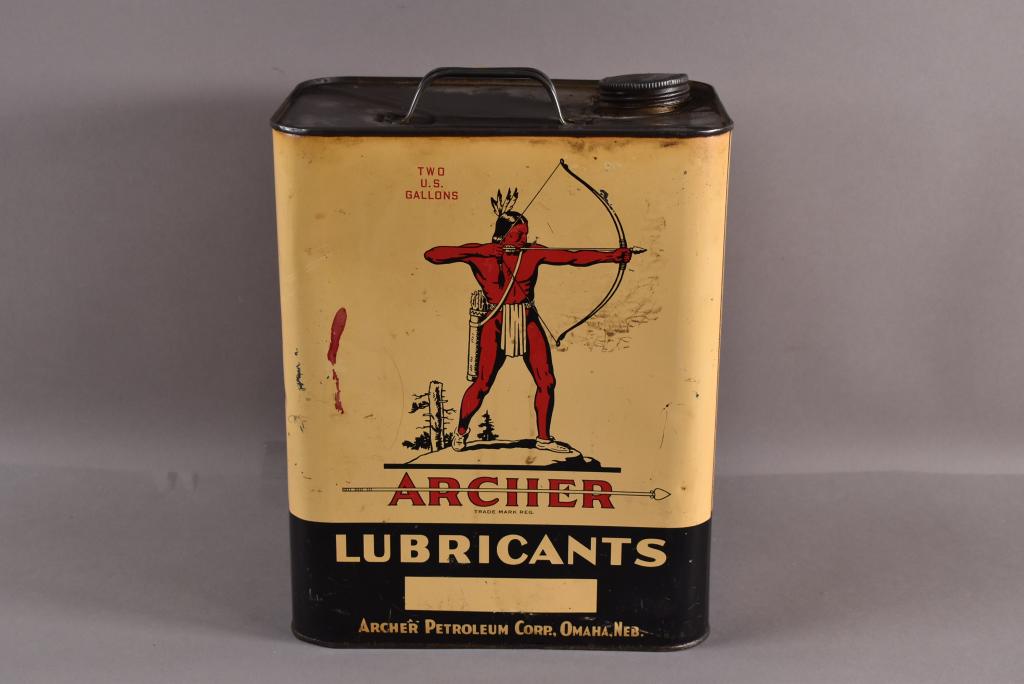 TWO
U.S.
GALLONS
ARCHER
TRADE MARK REG.
LUBRICANTS
ARCHER PETROLEUM CORP., OMAHA, NEB.